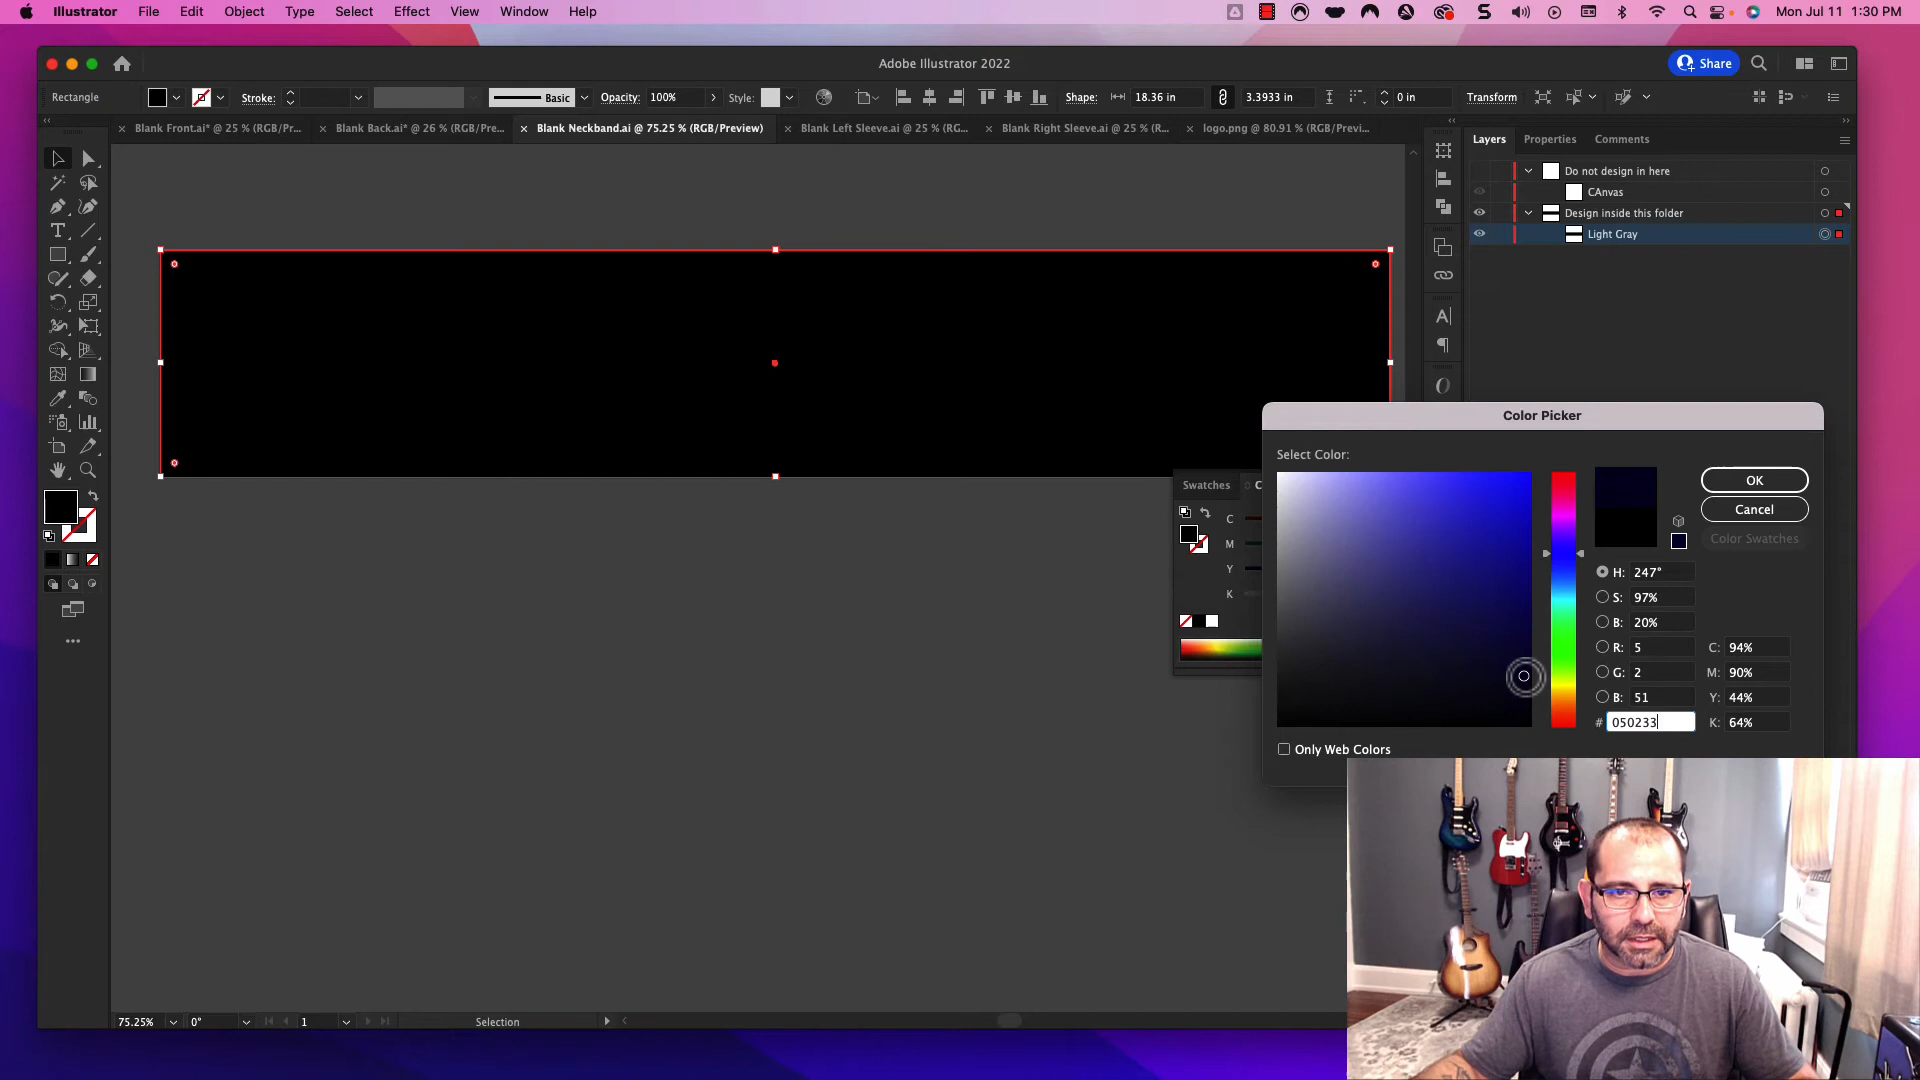 Illustrator File Edit Object Type Select Effect View Window Help Mon Jul 11 1:30 PM
Adobe Illustrator 2022
Share
Rectangle Stroke: Basic Opacity: 100% Style: Shape: 18.36 in 3.3933 in 0 in Transform
Blank Front.ai* @ 25 % (RGB/Pr... Blank Back.ai* @ 26 % (RGB/Pre... Blank Neckband.ai @ 75.25 % (RGB/Preview) Blank Left Sleeve.ai @ 25 % (RG... Blank Right Sleeve.ai @ 25 % (R... logo.png @ 80.91 % (RGB/Previ...
Layers Properties Comments
Do not design in here
CAnvas
Design inside this folder
Light Gray
Color Picker
Select Color:
OK
Cancel
Color Swatches
Swatches C
C
M
Y
K
H: 247°
S: 97%
B: 20%
R: 5 C: 94%
G: 2 M: 90%
B: 51 Y: 44%
# 050233 K: 64%
Only Web Colors
75.25% 0° 1 Selection